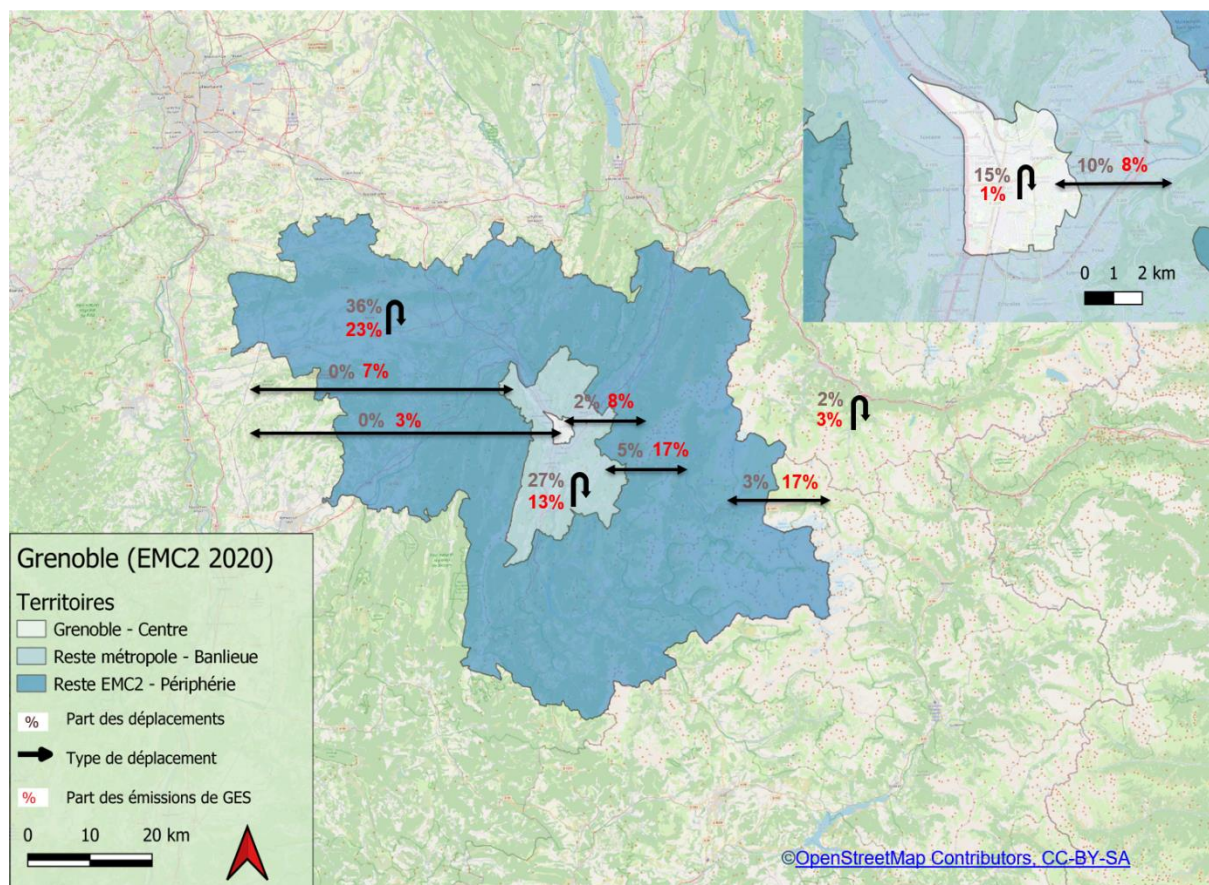 15%
1%
10% 8%
0 1 2 km
36%
23%
0% 7%
2% 8%
0% 3%
2%
3%
5% 17%
27%
13%
3% 17%
Grenoble (EMC2 2020)
Territoires
Grenoble - Centre
Reste métropole - Banlieue
Reste EMC2 - Périphérie
% Part des déplacements
Type de déplacement
% Part des émissions de GES
0 10 20 km
©OpenStreetMap Contributors, CC-BY-SA